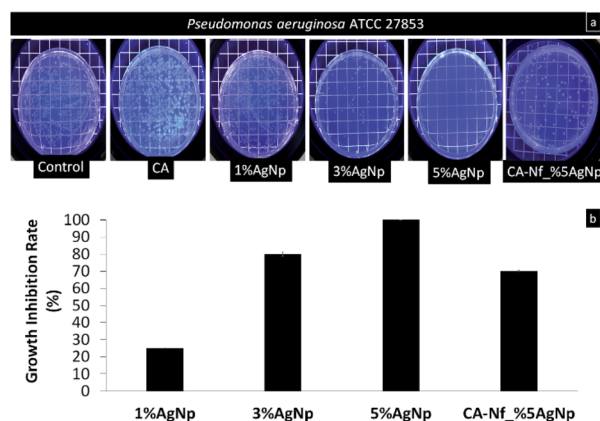 Pseudomonas aeruginosa ATCC 27853
a
Control
CA
1%AgNp
3%AgNp
5%AgNp
CA-Nf_%5AgNp
b
Growth Inhibition Rate
(%)
100
90
80
70
60
50
40
30
20
10
0
1%AgNp
3%AgNp
5%AgNp
CA-Nf_%5AgNp